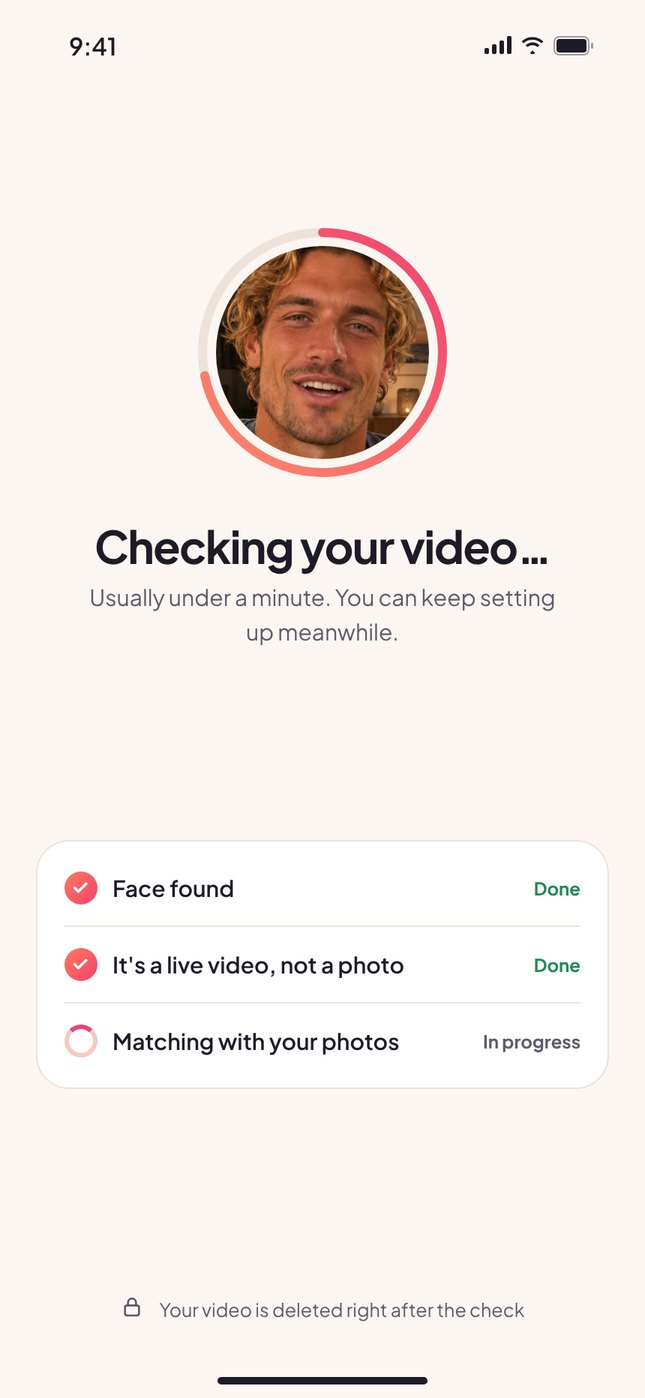 9:41
Checking your video...
Usually under a minute. You can keep setting
up meanwhile.
Face found Done
It's a live video, not a photo Done
Matching with your photos In progress
Your video is deleted right after the check